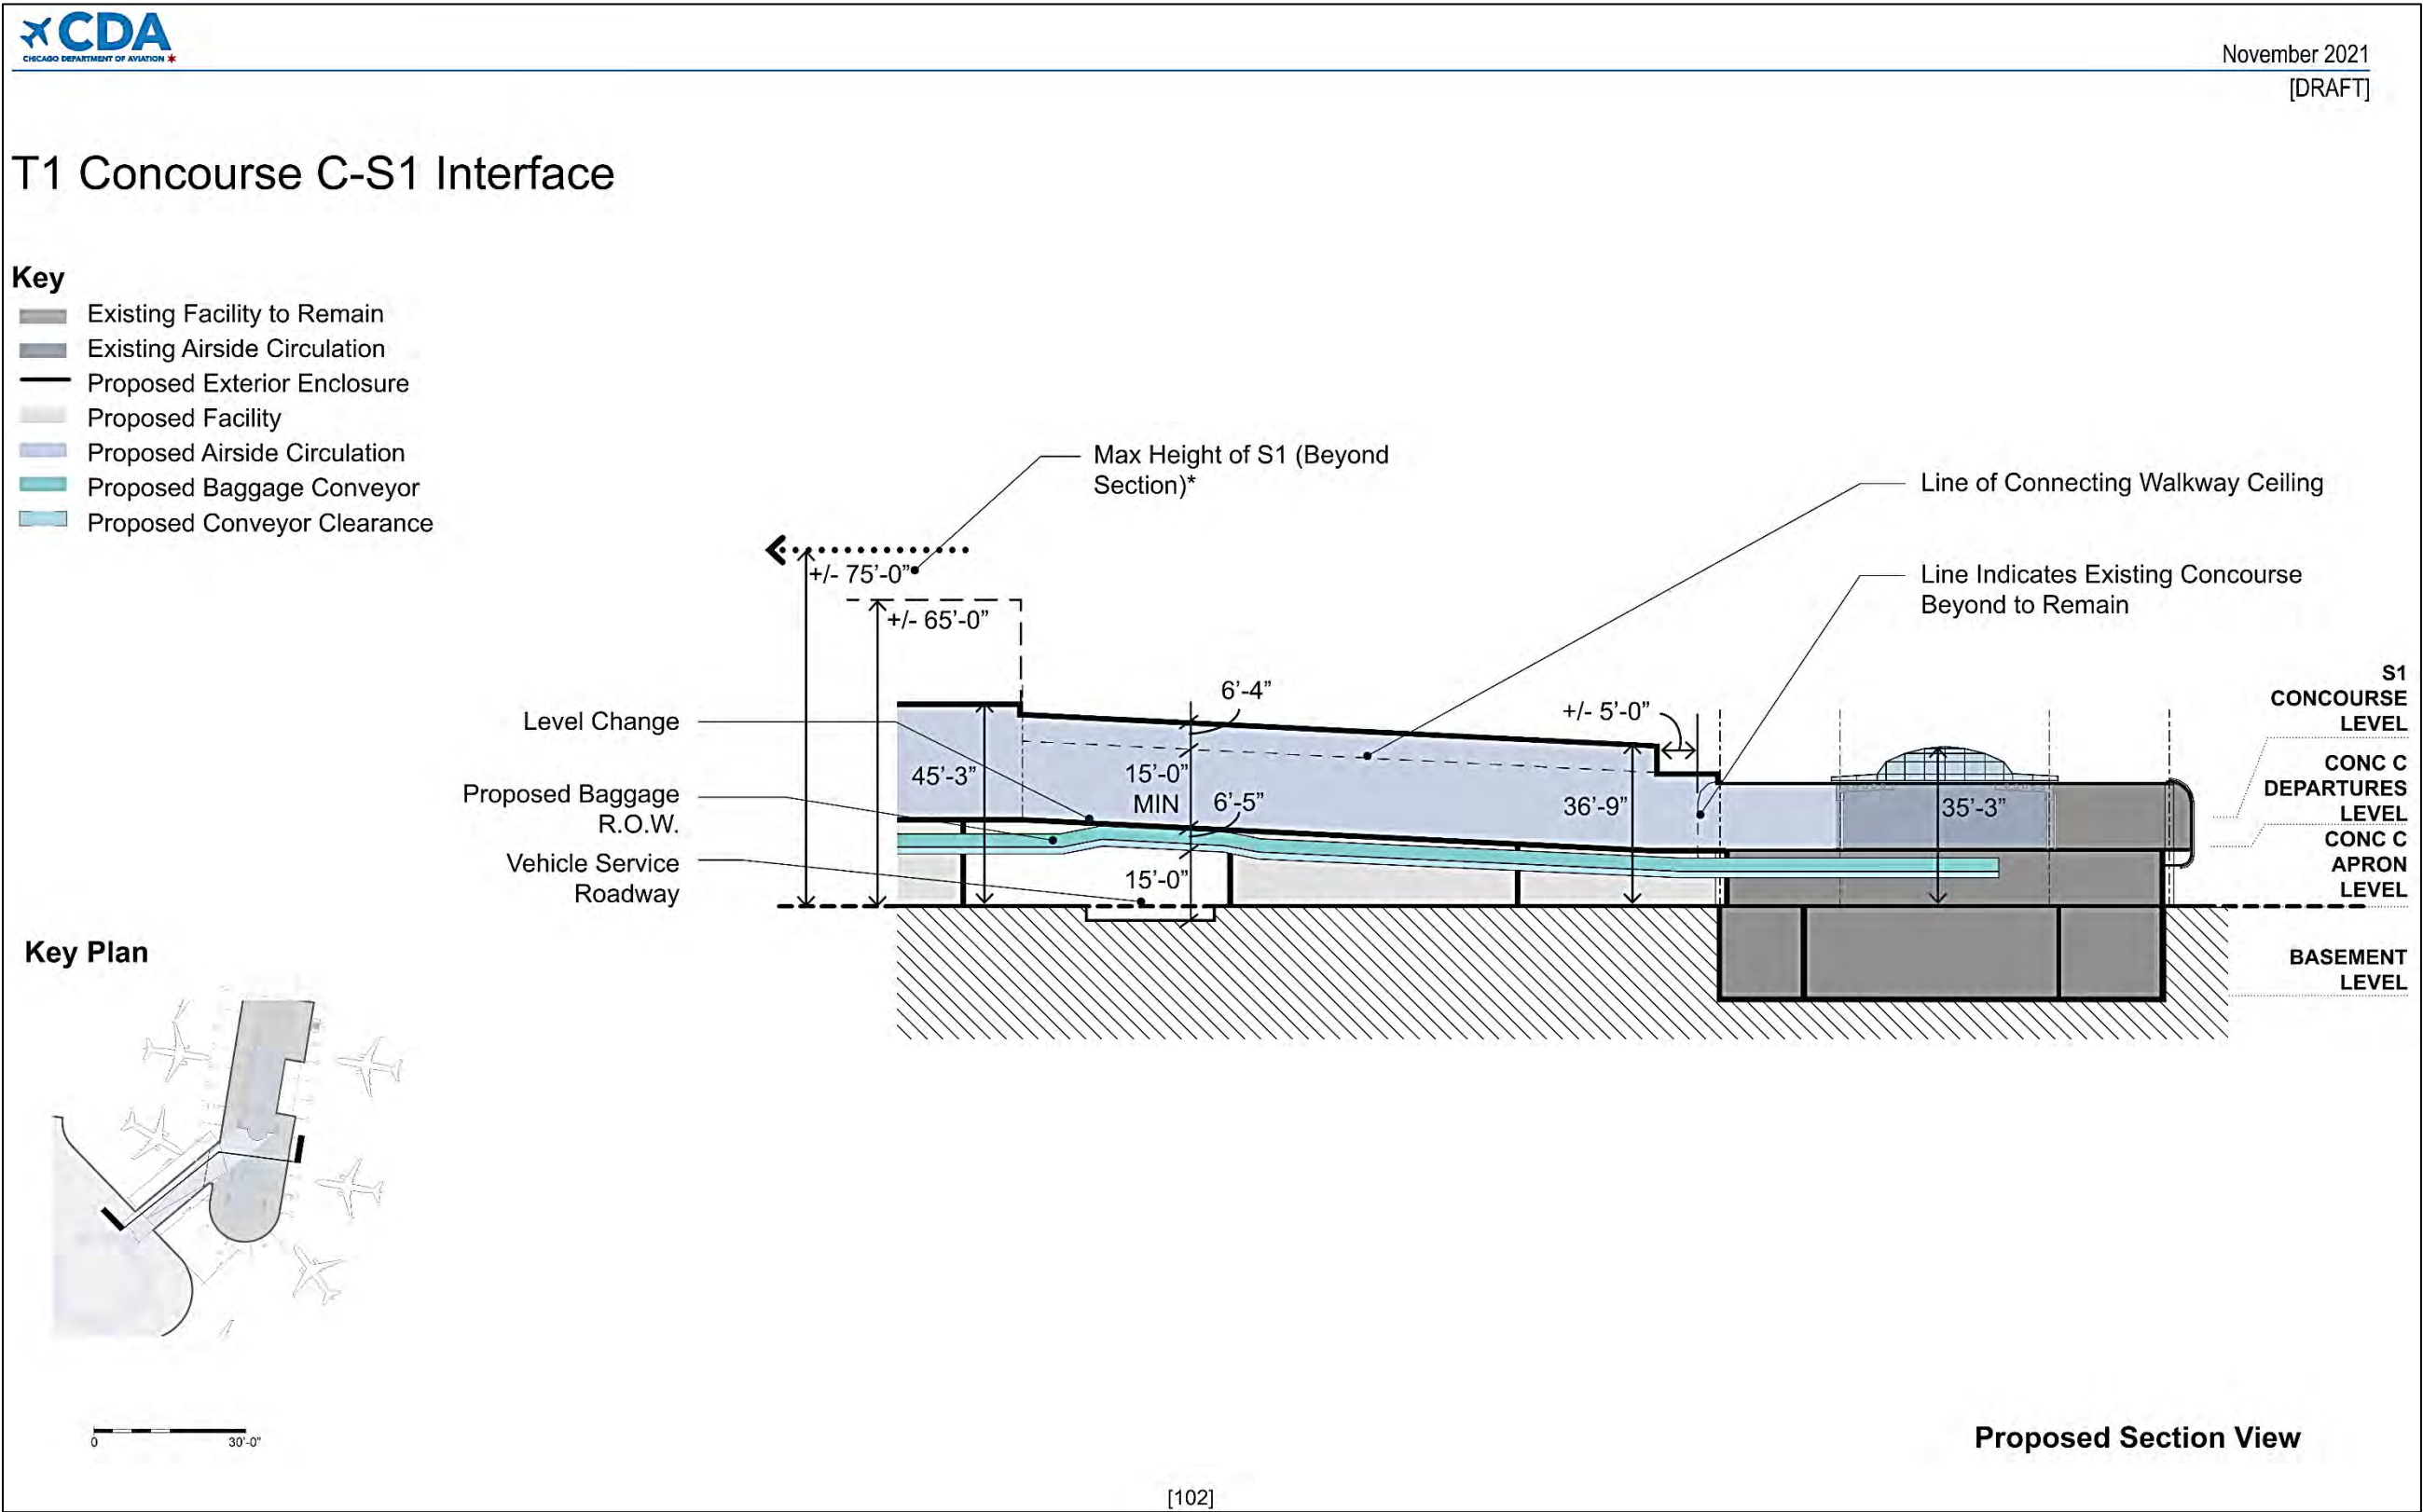 CDA
CHICAGO DEPARTMENT OF AVIATION
November 2021
[DRAFT]
T1 Concourse C-S1 Interface
Key
Existing Facility to Remain
Existing Airside Circulation
Proposed Exterior Enclosure
Proposed Facility
Proposed Airside Circulation
Proposed Baggage Conveyor
Proposed Conveyor Clearance
Max Height of S1 (Beyond
Section)*
Line of Connecting Walkway Ceiling
Line Indicates Existing Concourse
Beyond to Remain
+/- 75’-0”
+/- 65’-0”
6’-4”
+/- 5’-0”
Level Change
45’-3”
15’-0”
MIN
6’-5”
36’-9”
35’-3”
Proposed Baggage
R.O.W.
Vehicle Service
Roadway
15’-0”
S1
CONCOURSE
LEVEL
CONC C
DEPARTURES
LEVEL
CONC C
APRON
LEVEL
BASEMENT
LEVEL
Key Plan
0
30’-0”
Proposed Section View
[102]